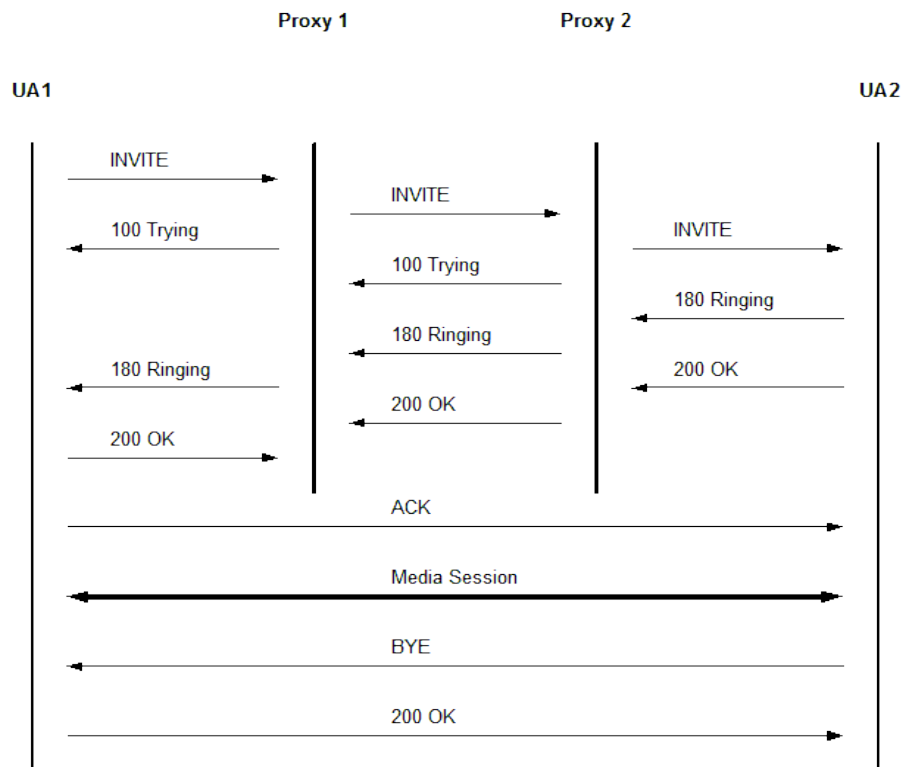 Proxy 1
Proxy 2
UA1
UA2
INVITE
INVITE
100 Trying
INVITE
100 Trying
180 Ringing
180 Ringing
180 Ringing
200 OK
200 OK
200 OK
ACK
Media Session
BYE
200 OK